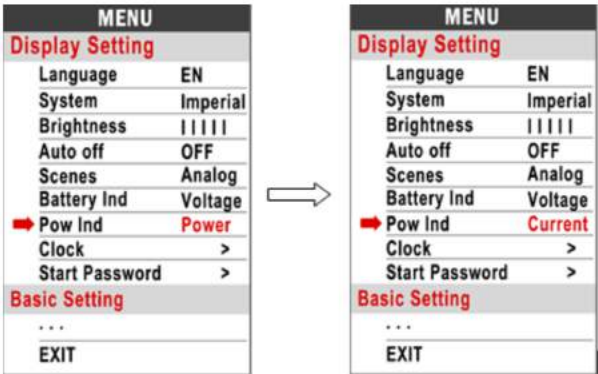 MENU
Display Setting
Language EN
System Imperial
Brightness I I I I I
Auto off OFF
Scenes Analog
Battery Ind Voltage
Pow Ind Power
Clock >
Start Password >
Basic Setting
...
EXIT
MENU
Display Setting
Language EN
System Imperial
Brightness I I I I I
Auto off OFF
Scenes Analog
Battery Ind Voltage
Pow Ind Current
Clock >
Start Password >
Basic Setting
...
EXIT